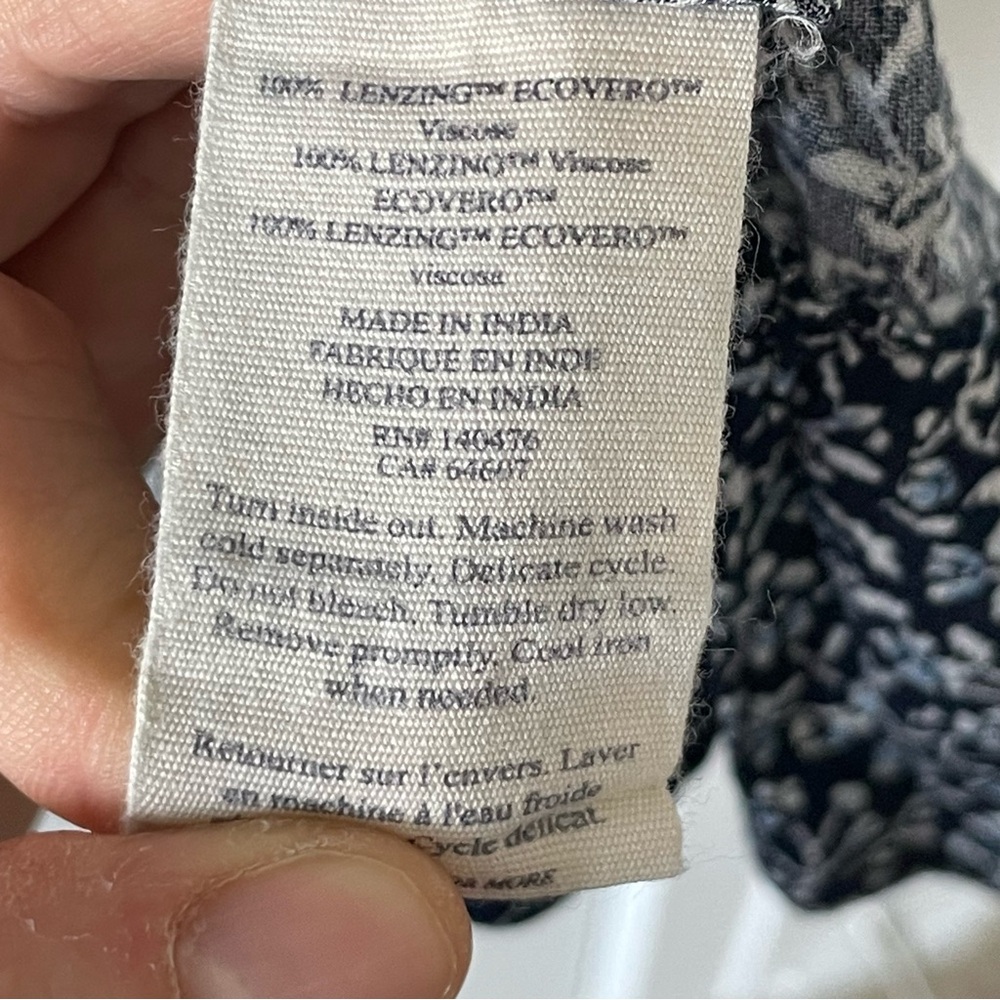 100% LENZING™ ECOVERO™
Viscose
100% LENZING™ Viscose
ECOVERO™
100% LENZING™ ECOVERO™
viscosa
MADE IN INDIA
FABRIQUÉ EN INDE
HECHO EN INDIA
RN# 140476
CA# 64607
Turn inside out. Machine wash
cold separately. Delicate cycle.
Do not bleach. Tumble dry low.
Remove promptly. Cool iron
when needed.
Retourner sur l'envers. Laver
en machine à l'eau froide
Cycle délicat.
MORE